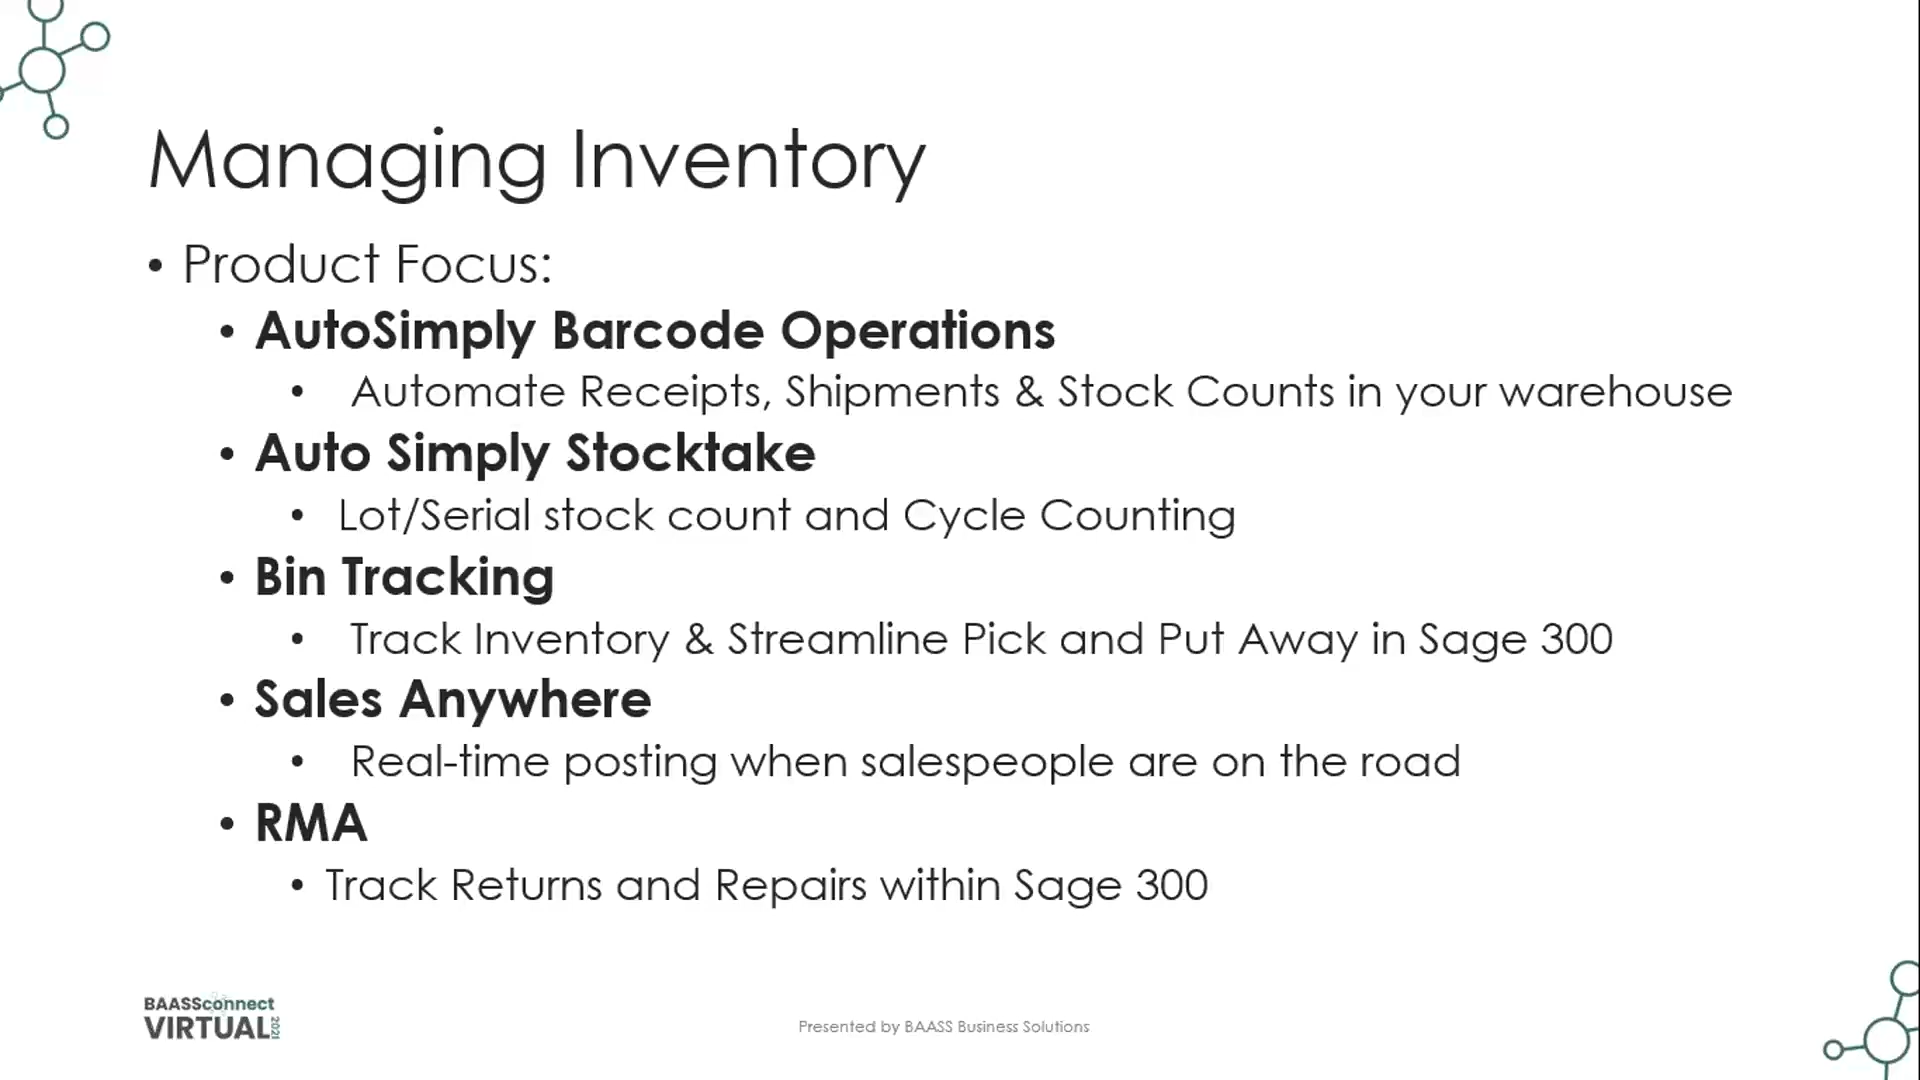 Managing Inventory
• Product Focus:
• AutoSimply Barcode Operations
• Automate Receipts, Shipments & Stock Counts in your warehouse
• Auto Simply Stocktake
• Lot/Serial stock count and Cycle Counting
• Bin Tracking
• Track Inventory & Streamline Pick and Put Away in Sage 300
• Sales Anywhere
• Real-time posting when salespeople are on the road
• RMA
• Track Returns and Repairs within Sage 300
BAASSconnect
VIRTUAL 2021
Presented by BAASS Business Solutions